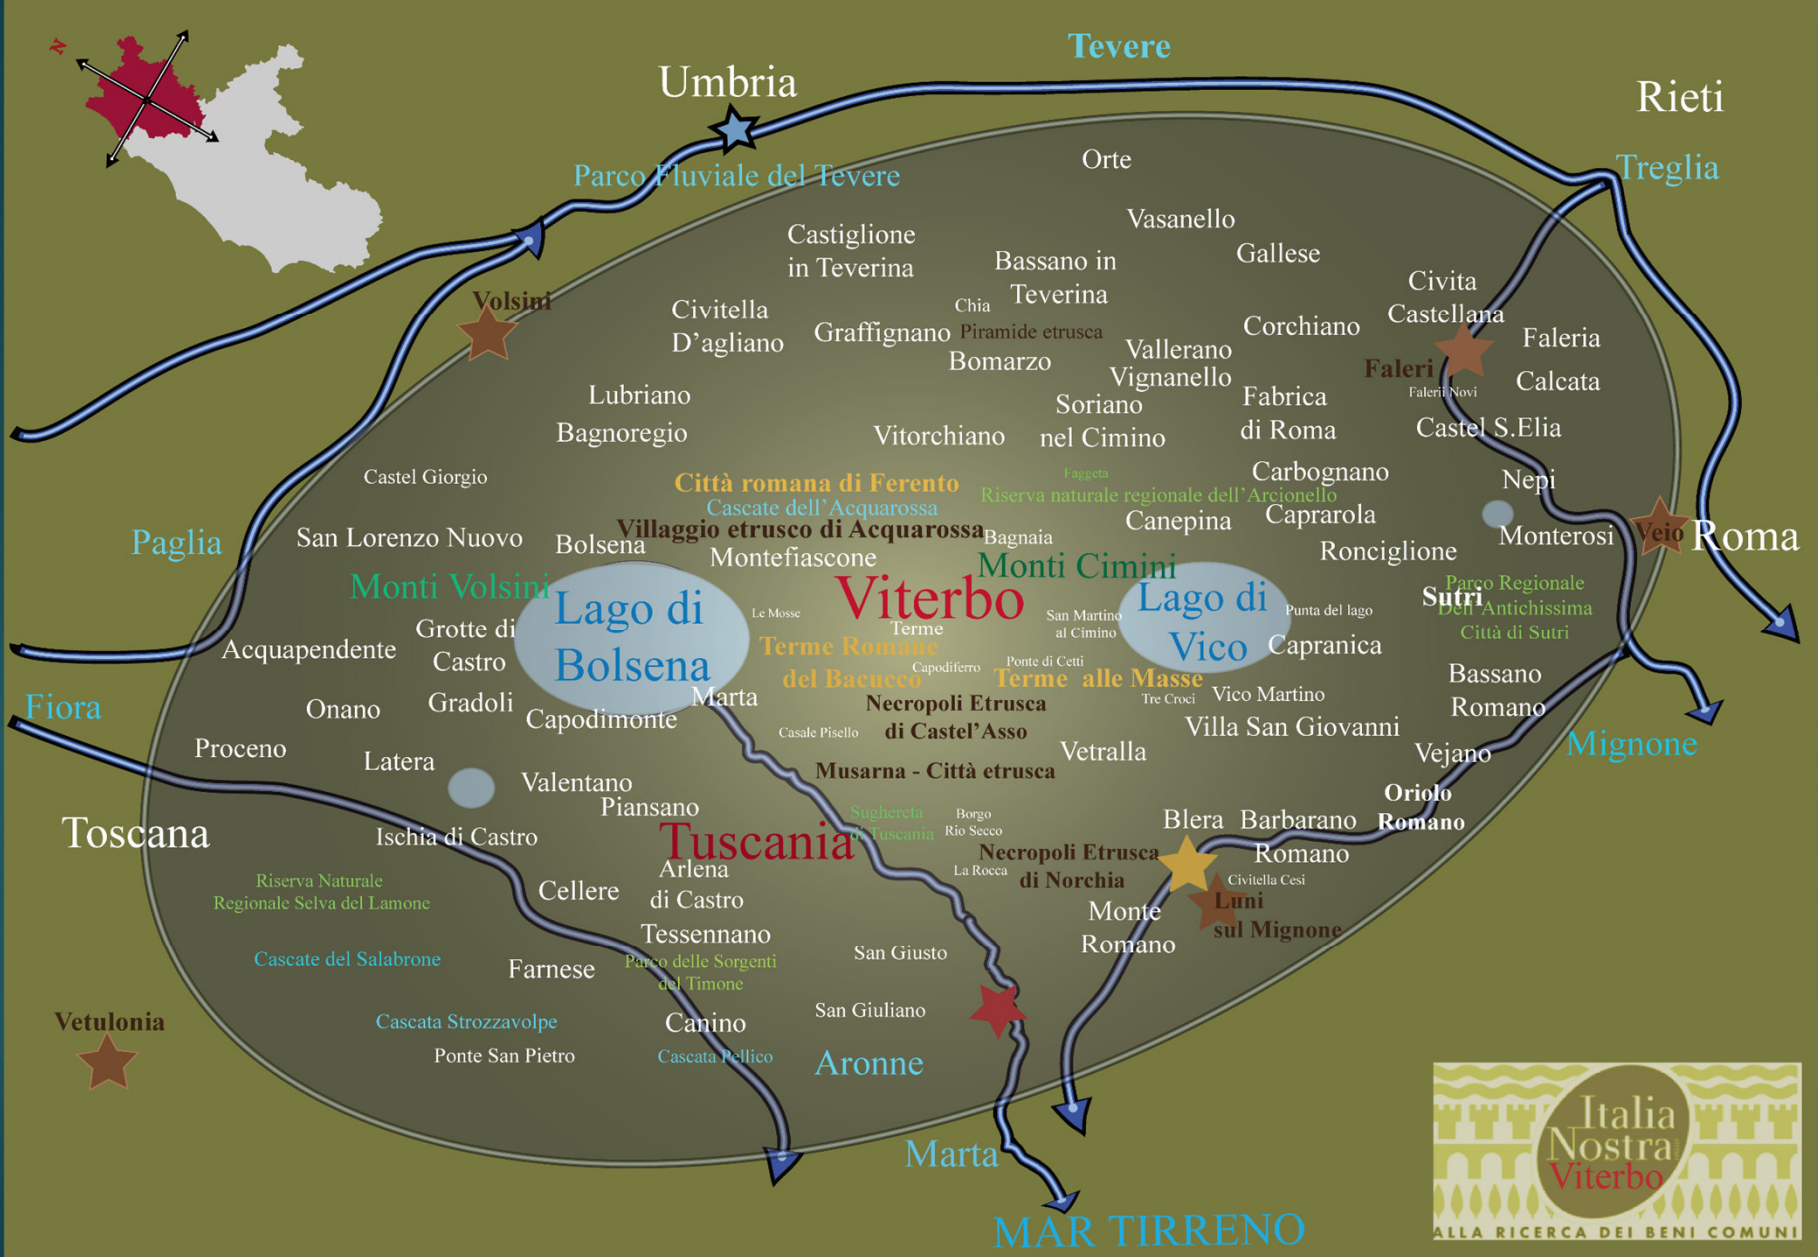 N
Tevere
Umbria
Rieti
Parco Fluviale del Tevere
Treglia
Orte
Vasanello
Castiglione
in Teverina
Gallese
Bassano in
Teverina
Civita
Castellana
Volsini
Civitella
D'agliano
Chia
Graffignano
Piramide etrusca
Corchiano
Faleria
Bomarzo
Vallerano
Vignanello
Faleri
Falerii Novi
Calcata
Lubriano
Soriano
nel Cimino
Fabrica
di Roma
Bagnoregio
Vitorchiano
Castel S.Elia
Castel Giorgio
Città romana di Ferento
Faggeta
Carbognano
Nepi
Cascate dell'Acquarossa
Riserva naturale regionale dell'Arcionello
Villaggio etrusco di Acquarossa
Canepina
Caprarola
Paglia
San Lorenzo Nuovo
Bolsena
Bagnaia
Monterosi
Veio
Roma
Montefiascone
Ronciglione
Monti Volsini
Monti Cimini
Viterbo
Lago di
Bolsena
Lago di
Vico
Parco Regionale
Dell'Antichissima
Città di Sutri
Sutri
Le Mosse
Terme
San Martino
al Cimino
Punta del lago
Grotte di
Castro
Acquapendente
Terme Romane
del Bacucco
Capodiferro
Ponte di Cetti
Capranica
Terme alle Masse
Bassano
Romano
Fiora
Onano
Gradoli
Marta
Necropoli Etrusca
di Castel'Asso
Tre Croci
Vico Martino
Capodimonte
Casale Pisello
Villa San Giovanni
Mignone
Proceno
Latera
Vetralla
Vejano
Valentano
Musarna - Città etrusca
Piansano
Oriolo
Romano
Toscana
Ischia di Castro
Tuscania
Sughereta
di Tuscania
Borgo
Rio Secco
Blera
Barbarano
Romano
Necropoli Etrusca
di Norchia
La Rocca
Arlena
di Castro
Civitella Cesi
Riserva Naturale
Regionale Selva del Lamone
Cellere
Luni
sul Mignone
Monte
Romano
Tessennano
Cascate del Salabrone
Farnese
Parco delle Sorgenti
del Timone
San Giusto
Vetulonia
Cascata Strozzavolpe
Canino
San Giuliano
Ponte San Pietro
Cascata Pellico
Aronne
Marta
MAR TIRRENO
Italia
Nostra
Viterbo
ALLA RICERCA DEI BENI COMUNI